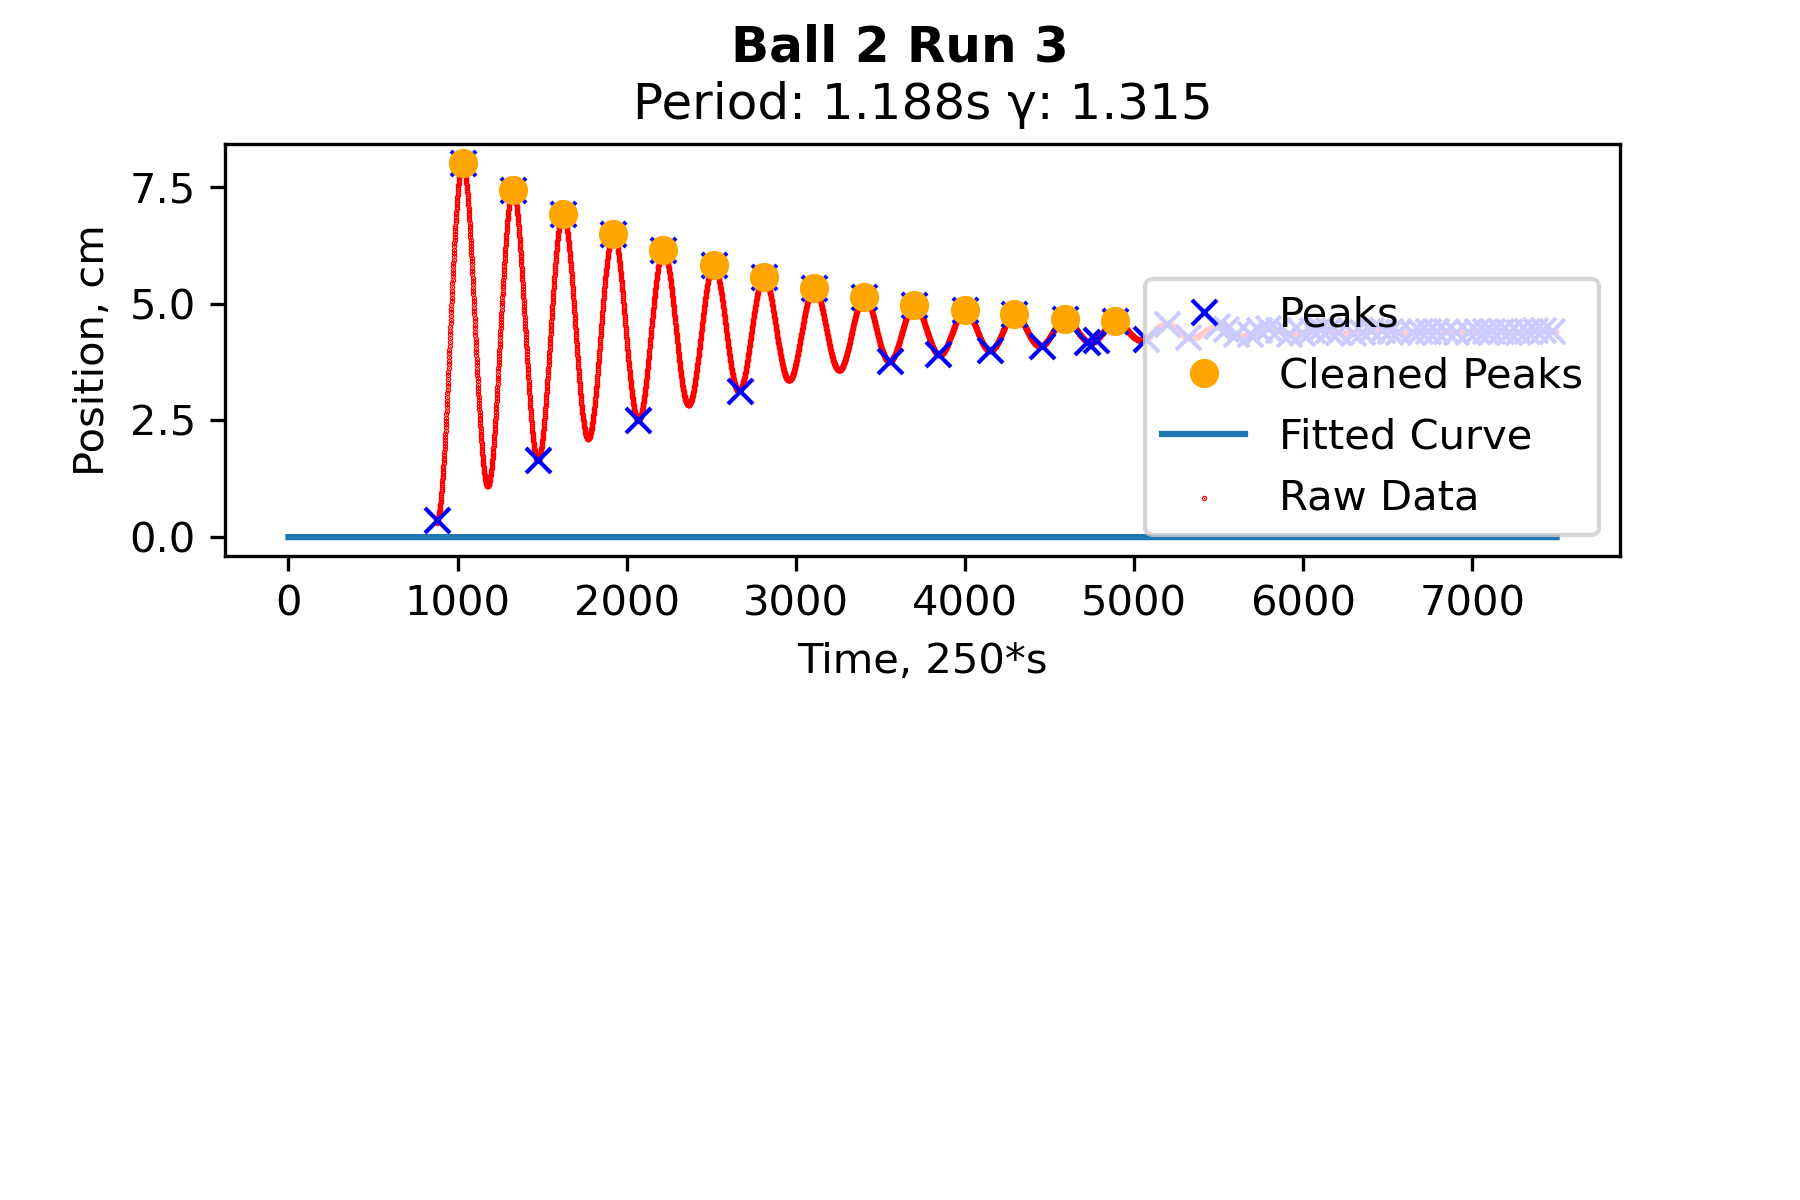 Ball 2 Run 3
Period: 1.188s γ: 1.315
Position, cm
7.5
5.0
2.5
0.0
Peaks
Cleaned Peaks
Fitted Curve
Raw Data
0 1000 2000 3000 4000 5000 6000 7000
Time, 250*s